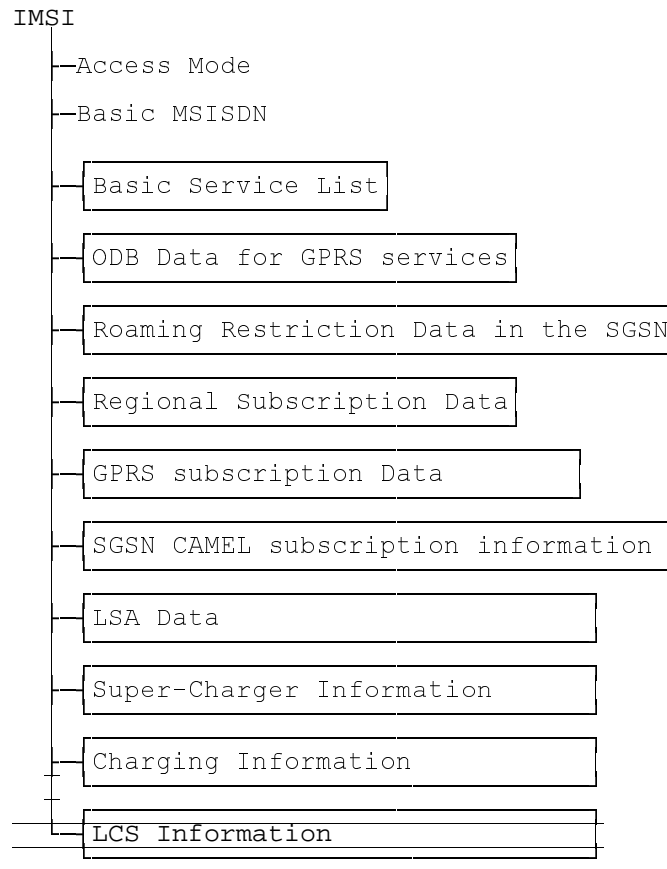 IMSI
Access Mode
Basic MSISDN
Basic Service List
ODB Data for GPRS services
Roaming Restriction Data in the SGSN
Regional Subscription Data
GPRS subscription Data
SGSN CAMEL subscription information
LSA Data
Super-Charger Information
Charging Information
LCS Information